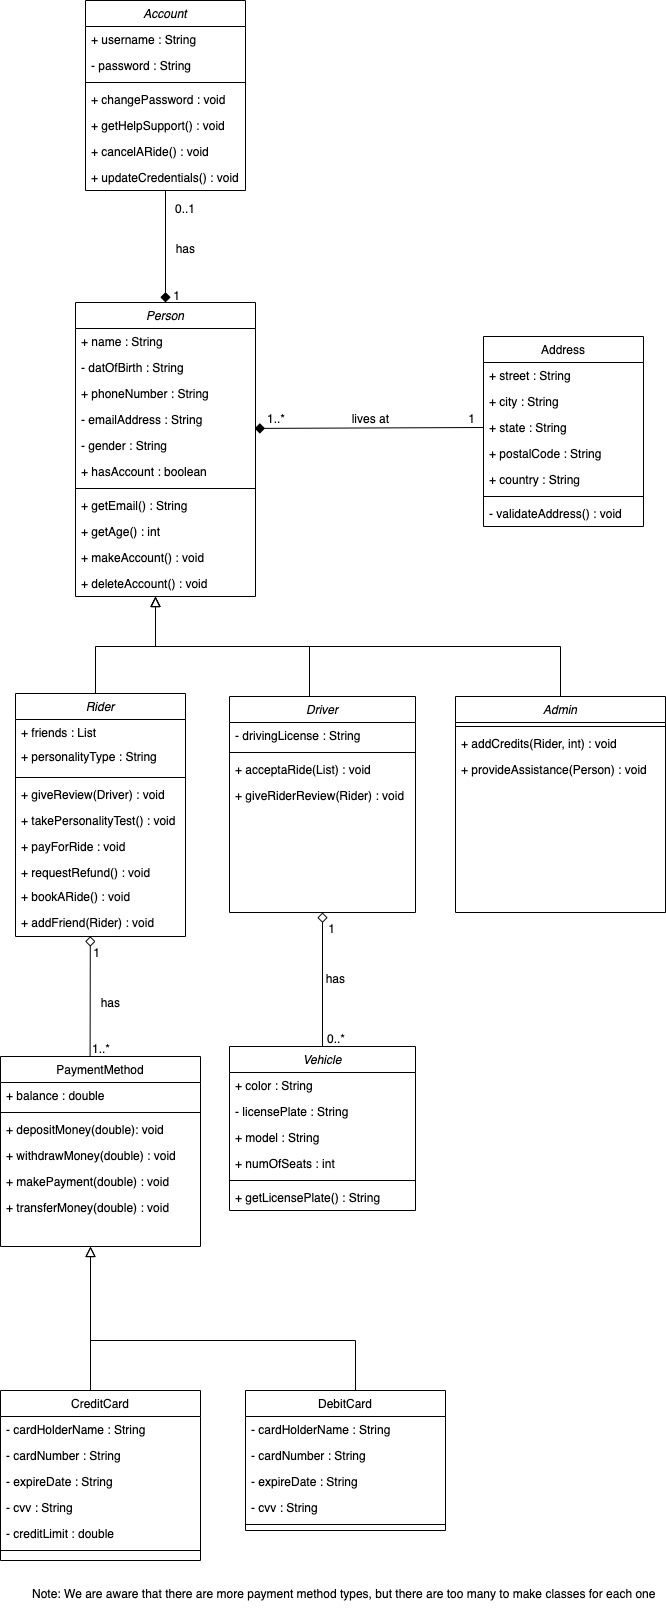 Account
+ username : String
- password : String
+ changePassword : void
+ getHelpSupport() : void
+ cancelARide() : void
+ updateCredentials() : void
0..1
has
1
Person
+ name : String
- datOfBirth : String
+ phoneNumber : String
- emailAddress : String
- gender : String
+ hasAccount : boolean
+ getEmail() : String
+ getAge() : int
+ makeAccount() : void
+ deleteAccount() : void
1..*
lives at
1
Address
+ street : String
+ city : String
+ state : String
+ postalCode : String
+ country : String
- validateAddress() : void
Rider
+ friends : List
+ personalityType : String
+ giveReview(Driver) : void
+ takePersonalityTest() : void
+ payForRide : void
+ requestRefund() : void
+ bookARide() : void
+ addFriend(Rider) : void
Driver
- drivingLicense : String
+ acceptaRide(List) : void
+ giveRiderReview(Rider) : void
Admin
+ addCredits(Rider, int) : void
+ provideAssistance(Person) : void
1
has
1..*
1
has
0..*
PaymentMethod
+ balance : double
+ depositMoney(double): void
+ withdrawMoney(double) : void
+ makePayment(double) : void
+ transferMoney(double) : void
Vehicle
+ color : String
- licensePlate : String
+ model : String
+ numOfSeats : int
+ getLicensePlate() : String
CreditCard
- cardHolderName : String
- cardNumber : String
- expireDate : String
- cvv : String
- creditLimit : double
DebitCard
- cardHolderName : String
- cardNumber : String
- expireDate : String
- cvv : String
Note: We are aware that there are more payment method types, but there are too many to make classes for each one